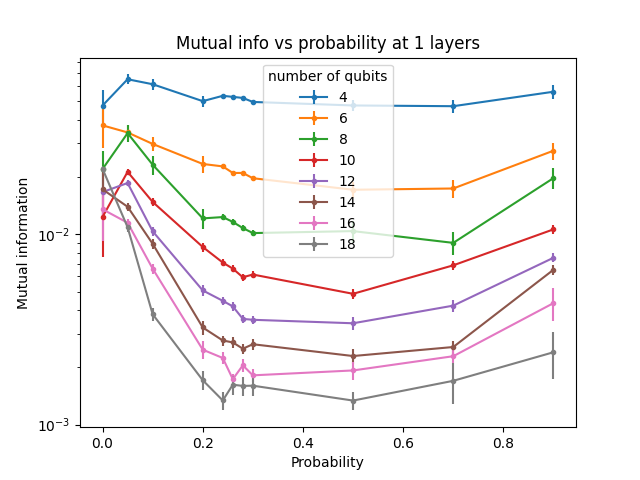 Mutual info vs probability at 1 layers
Mutual information
10⁻²
10⁻³
number of qubits
4
6
8
10
12
14
16
18
0.0 0.2 0.4 0.6 0.8
Probability